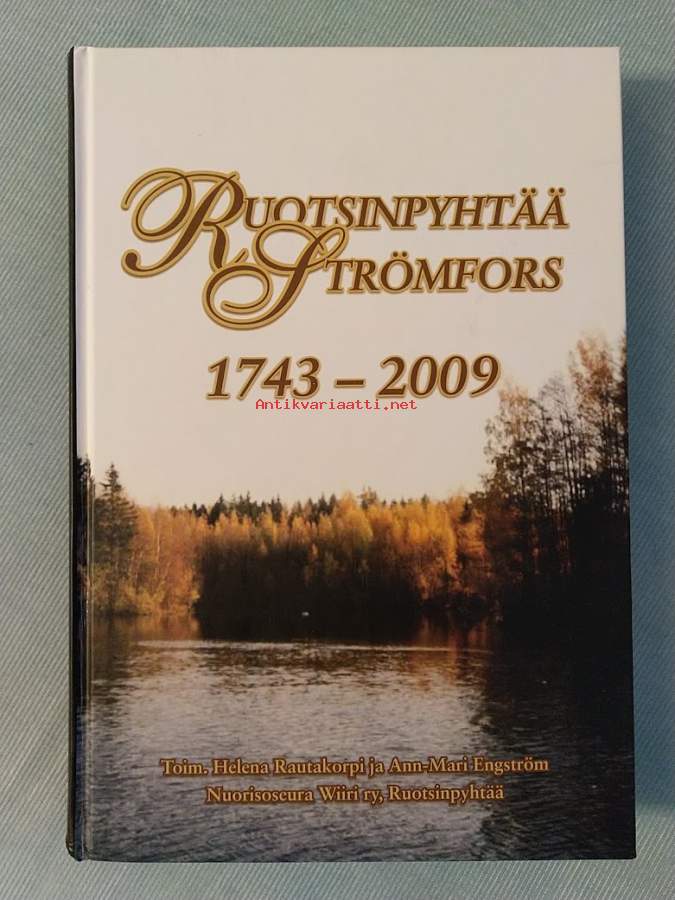 RUOTSINPYHTÄÄ
STRÖMFORS
1743 – 2009
Antikvariaatti.net
Toim. Helena Rautakorpi ja Ann-Mari Engström
Nuorisoseura Wiiri ry, Ruotsinpyhtää